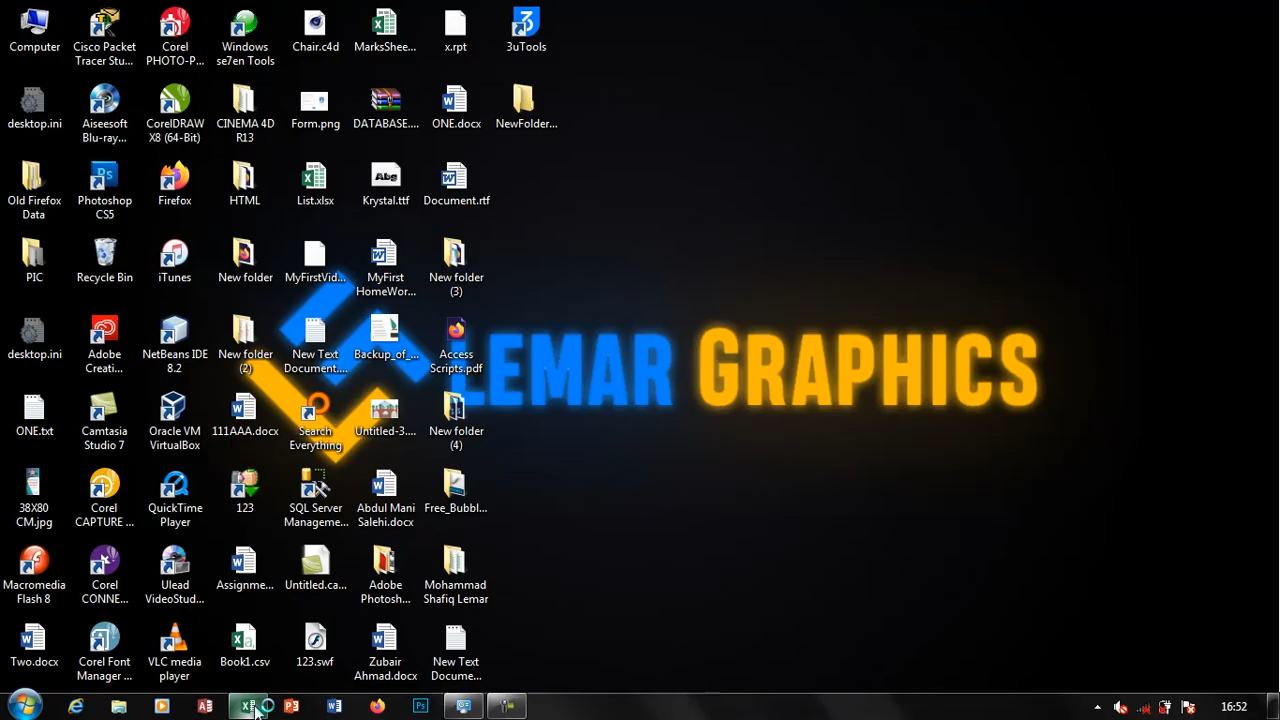 Computer
Cisco Packet
Tracer Stu...
Corel
PHOTO-P...
Windows
se7en Tools
Chair.c4d
MarksShee...
x.rpt
3uTools
desktop.ini
Aiseesoft
Blu-ray...
CorelDRAW
X8 (64-Bit)
CINEMA 4D
R13
Form.png
DATABASE....
ONE.docx
NewFolder...
Old Firefox
Data
Photoshop
CS5
Firefox
HTML
List.xlsx
Abg
Krystal.ttf
Document.rtf
PIC
Recycle Bin
iTunes
New folder
MyFirstVid...
MyFirst
HomeWor...
New folder
(3)
desktop.ini
Adobe
Creati...
NetBeans IDE
8.2
New folder
(2)
New Text
Document....
Backup_of_...
Access
Scripts.pdf
LEMAR GRAPHICS
ONE.txt
Camtasia
Studio 7
Oracle VM
VirtualBox
111AAA.docx
Search
Everything
Untitled-3....
New folder
(4)
38X80
CM.jpg
Corel
CAPTURE ...
QuickTime
Player
123
SQL Server
Manageme...
Abdul Mani
Salehi.docx
Free_Bubbl...
Macromedia
Flash 8
Corel
CONNE...
Ulead
VideoStud...
Assignme...
Untitled.ca...
Adobe
Photosh...
Mohammad
Shafiq Lemar
Two.docx
Corel Font
Manager ...
VLC media
player
Book1.csv
123.swf
Zubair
Ahmad.docx
New Text
Docume...
16:52